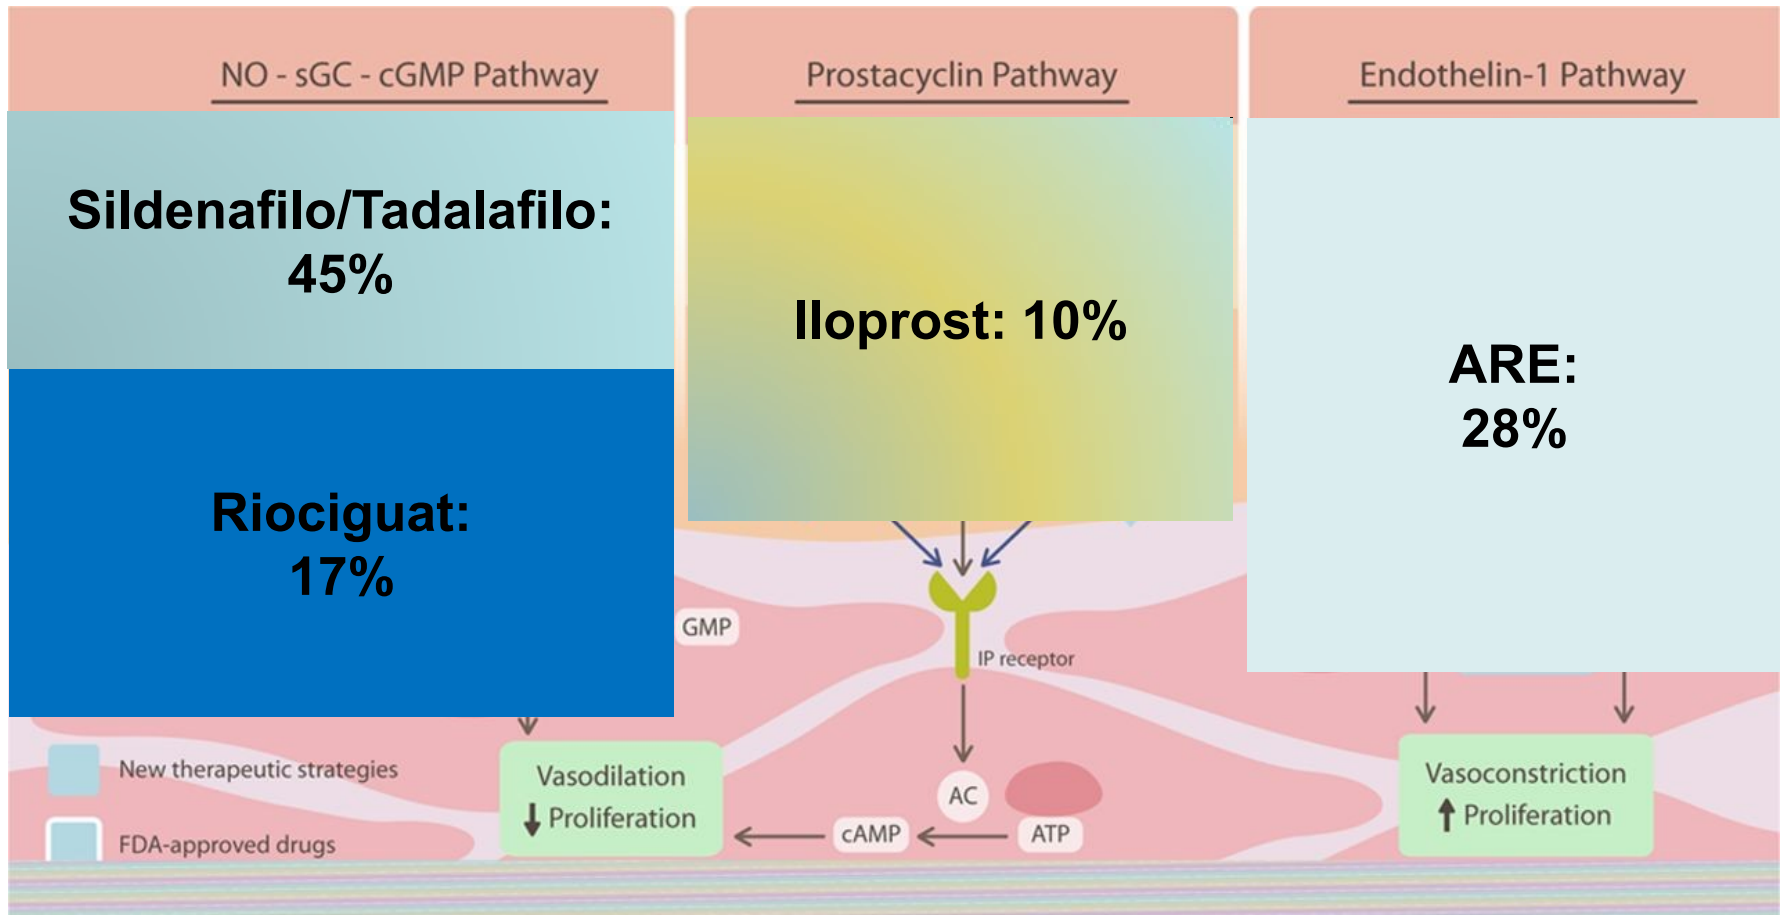 NO - sGC - cGMP Pathway
Prostacyclin Pathway
Endothelin-1 Pathway
Sildenafilo/Tadalafilo:
45%
Riociguat:
17%
Iloprost: 10%
ARE:
28%
GMP
IP receptor
New therapeutic strategies
FDA-approved drugs
Vasodilation
↓ Proliferation
AC
cAMP
ATP
Vasoconstriction
↑ Proliferation